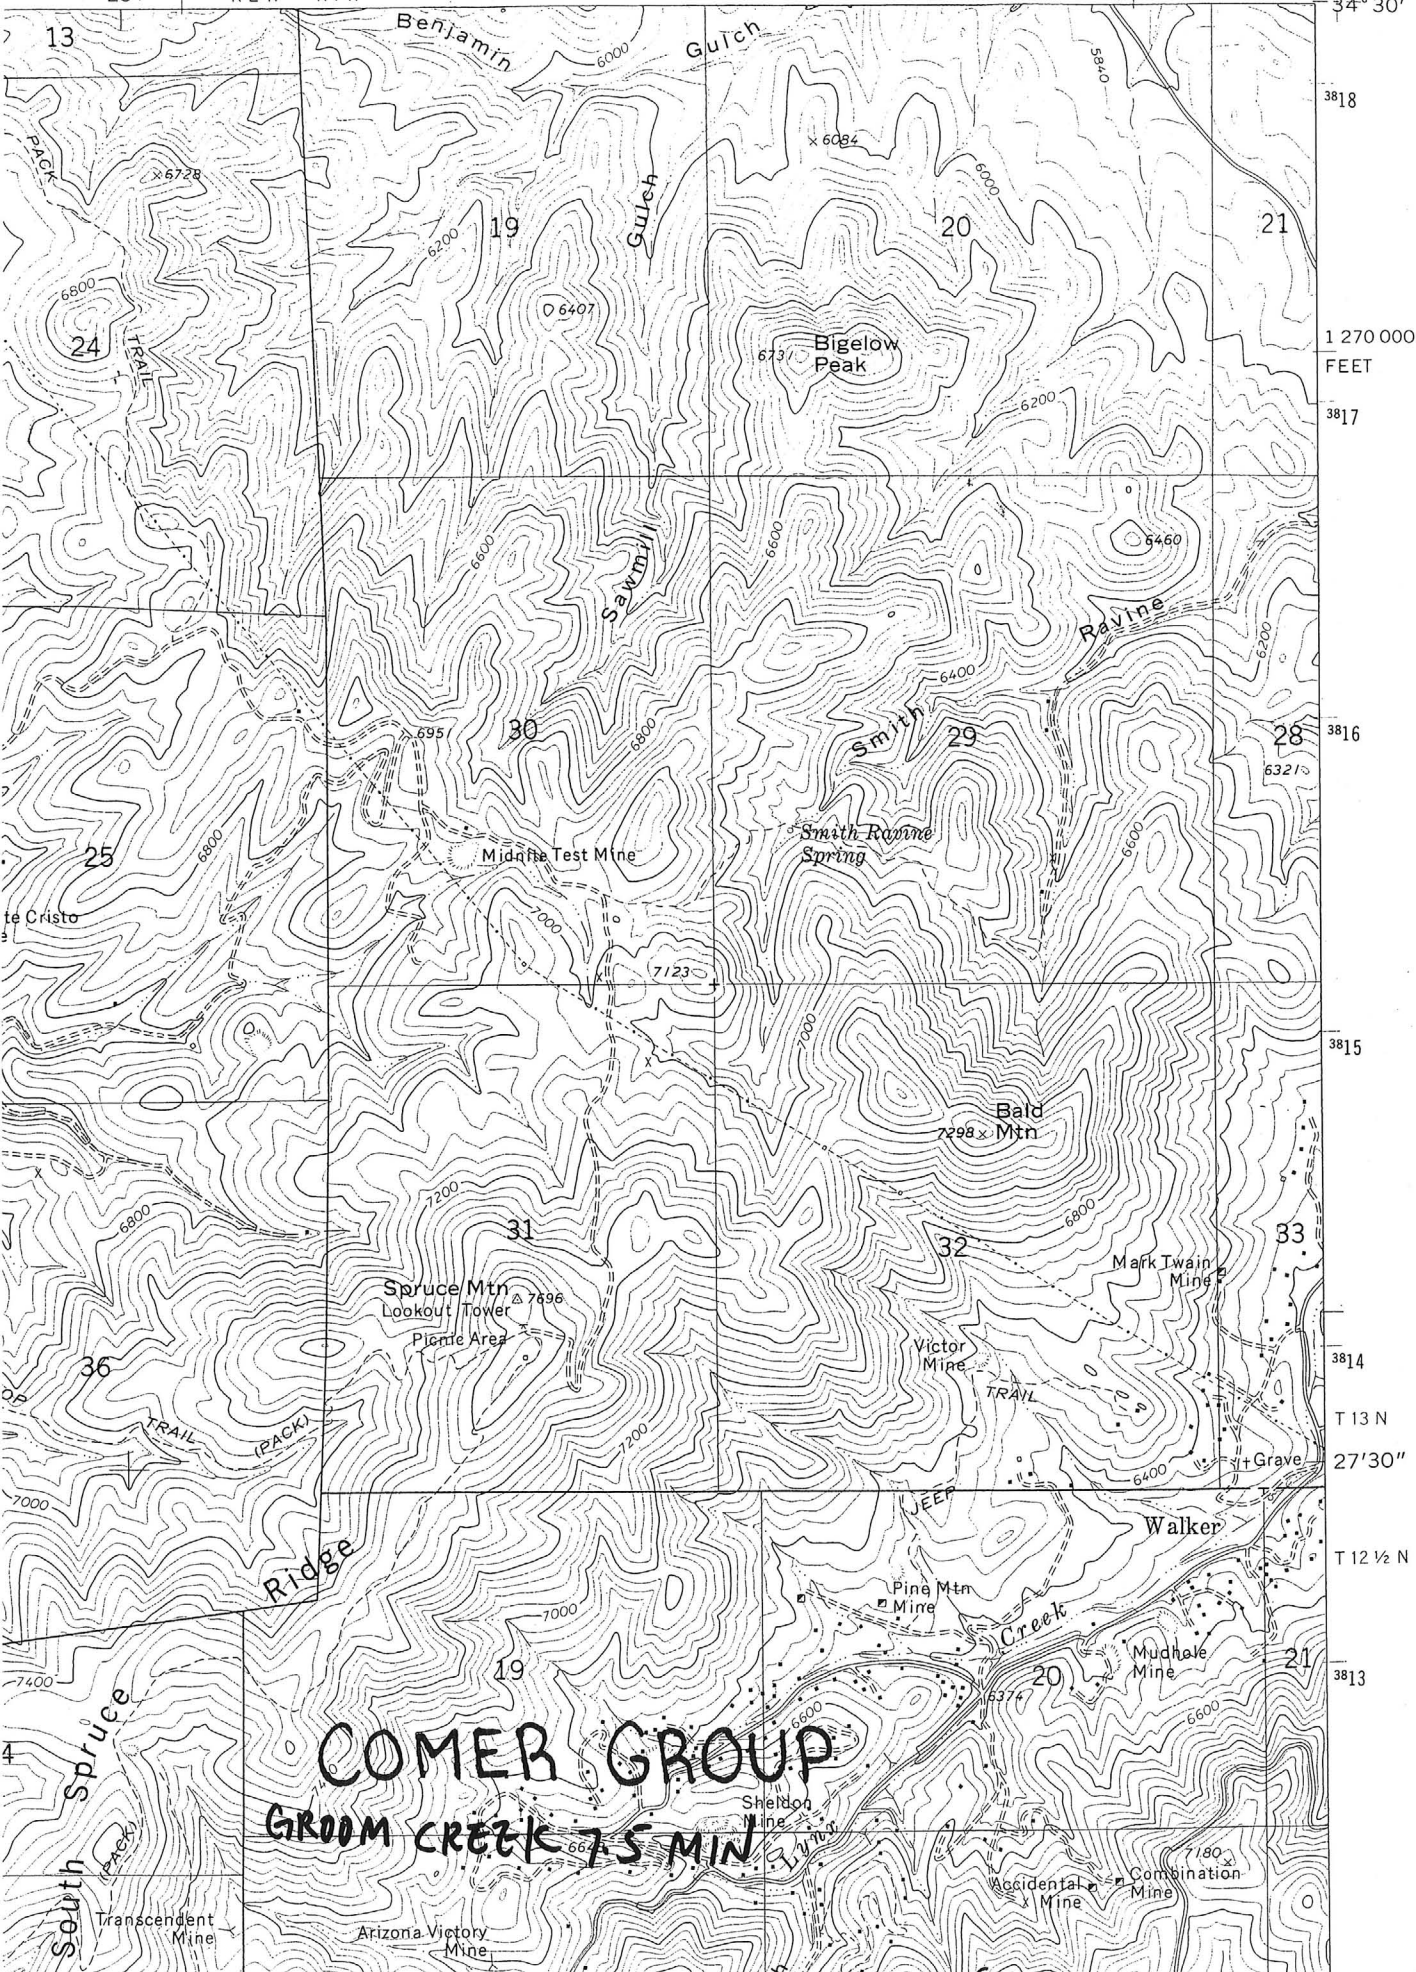 34° 30'
13
Benjamin
Gulch
6000
5840
3818
PACK
×6728
×6084
6000
19
20
21
Gulch
6200
6800
6407
24
TRAIL
6731
Bigelow
Peak
1 270 000
FEET
6200
3817
6600
6600
Sawmill
6460
Ravine
6200
6400
Smith
6951
30
6800
29
28
3816
6321
6800
25
Midnite Test Mine
Smith Ravine
Spring
6600
te Cristo
e
7000
7123
7000
3815
Bald
7298× Mtn
7200
6800
31
6800
32
33
Mark Twain
Mine
Spruce Mtn
7696
Lookout Tower
Picnic Area
Victor
Mine
36
3814
OP
TRAIL
TRAIL
(PACK)
T 13 N
7200
Grave
27'30"
6400
7000
JEEP
Walker
Ridge
T 12 ½ N
Pine Mtn
Mine
7000
Creek
Mudhole
Mine
19
20
21
3813
7400
6374
6600
6600
4
South Spruce
COMER GROUP
Sheldon
Mine
GROOM CREEK 7.5 MIN
Lynx
(PACK)
7180
Combination
Mine
Accidental
× Mine
Transcendent
Mine
Arizona Victory
Mine